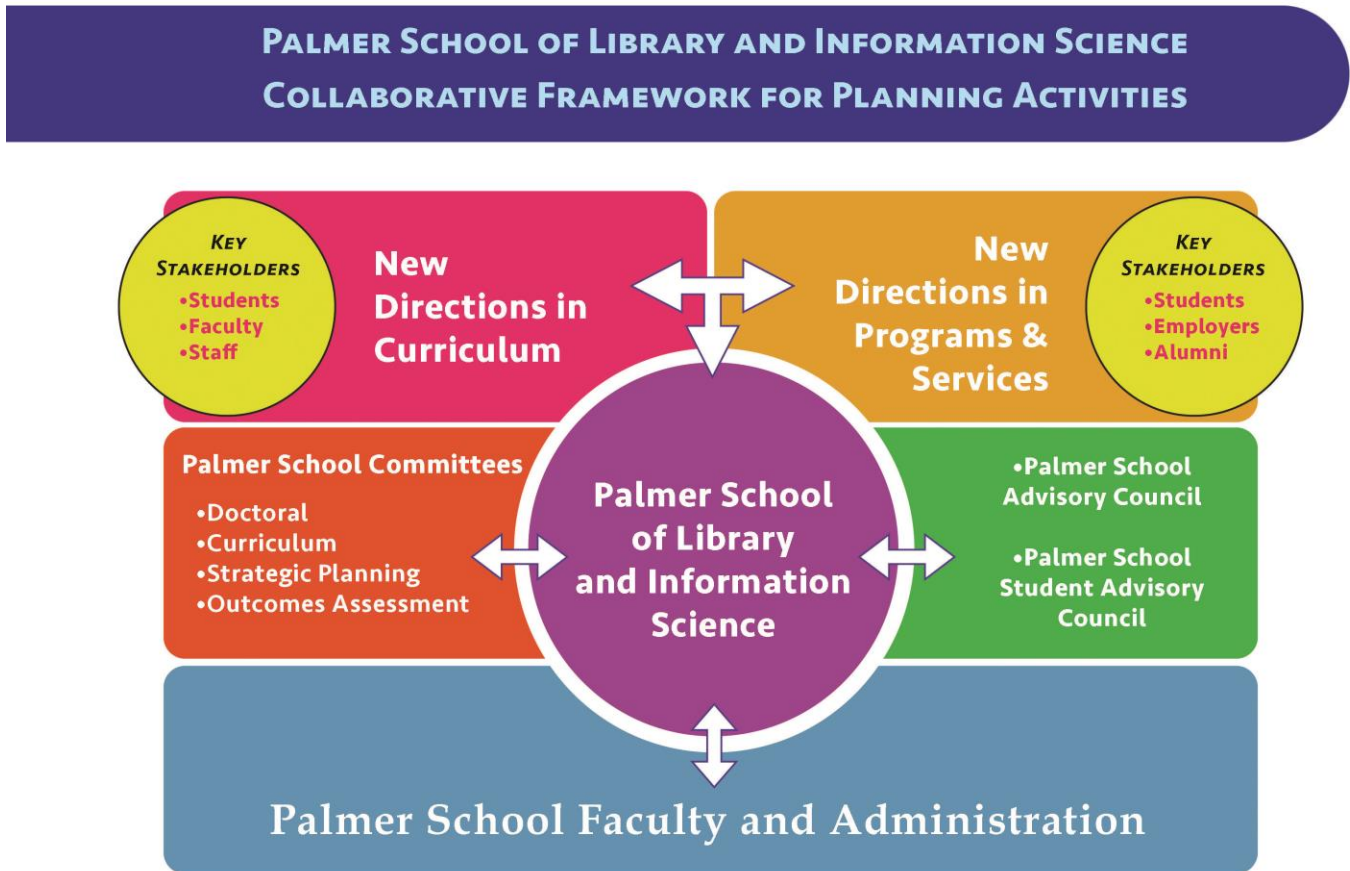 PALMER SCHOOL OF LIBRARY AND INFORMATION SCIENCE
COLLABORATIVE FRAMEWORK FOR PLANNING ACTIVITIES
KEY
STAKEHOLDERS
•Students
•Faculty
•Staff
New
Directions in
Curriculum
New
Directions in
Programs &
Services
KEY
STAKEHOLDERS
•Students
•Employers
•Alumni
Palmer School Committees
•Doctoral
•Curriculum
•Strategic Planning
•Outcomes Assessment
Palmer School
of Library
and Information
Science
•Palmer School
Advisory Council
•Palmer School
Student Advisory
Council
Palmer School Faculty and Administration